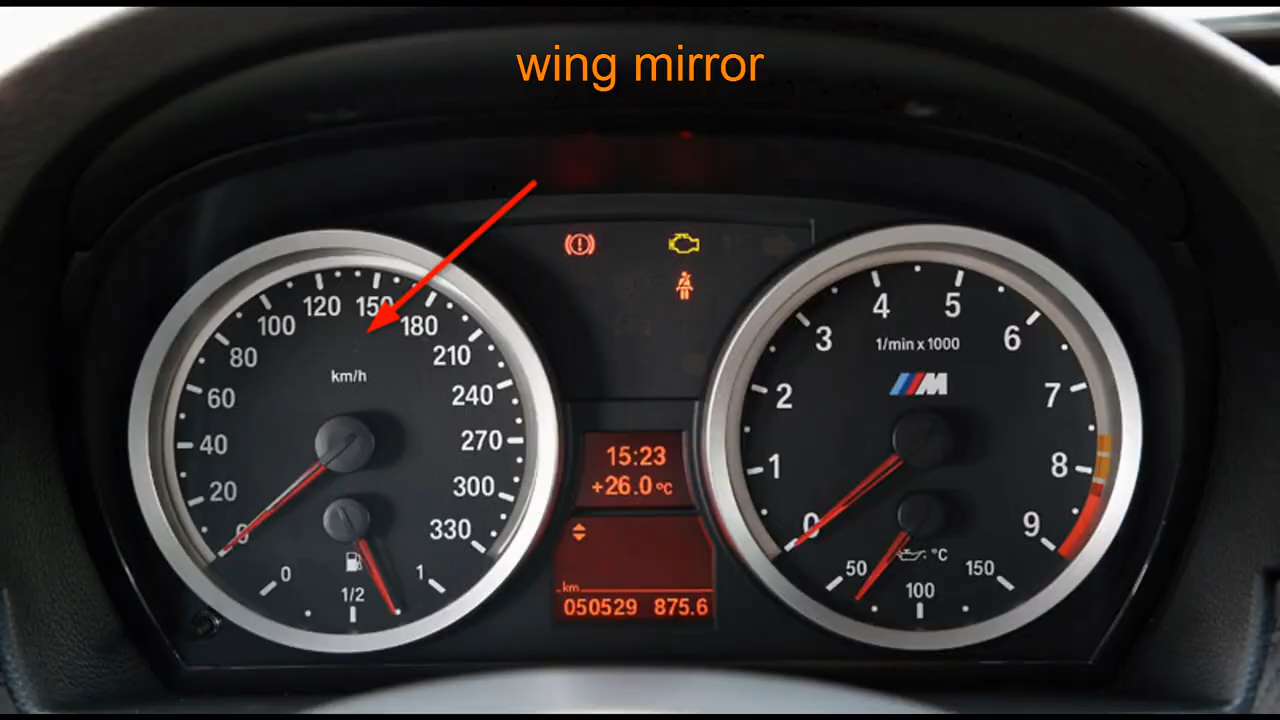 wing mirror
120 150
100 180
80 210
km/h
60 240
40 270
20 300
0 330
0 1/2 1
15:23
+26.0°C
km
050529 875.6
4 5
3 6
1/min x 1000
M
2 7
1 8
0 9
°C
50 100 150